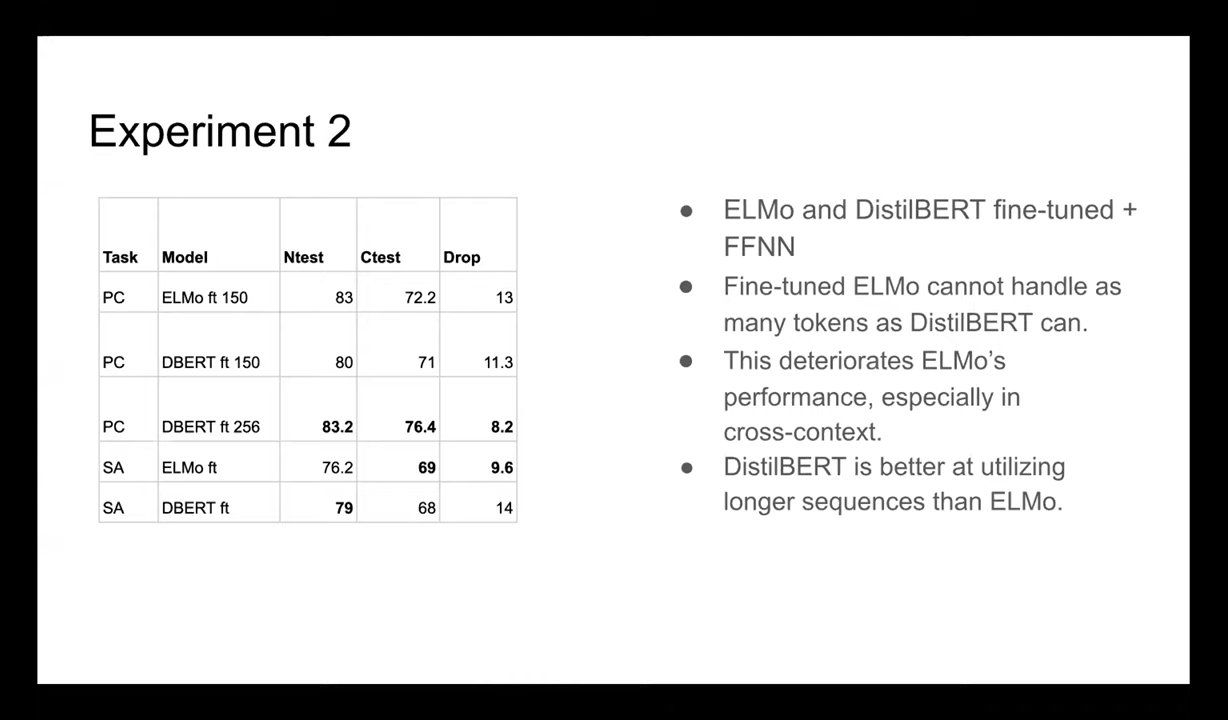 Experiment 2
Task Model Ntest Ctest Drop
PC ELMo ft 150 83 72.2 13
PC DBERT ft 150 80 71 11.3
PC DBERT ft 256 83.2 76.4 8.2
SA ELMo ft 76.2 69 9.6
SA DBERT ft 79 68 14
● ELMo and DistilBERT fine-tuned +
FFNN
● Fine-tuned ELMo cannot handle as
many tokens as DistilBERT can.
● This deteriorates ELMo’s
performance, especially in
cross-context.
● DistilBERT is better at utilizing
longer sequences than ELMo.